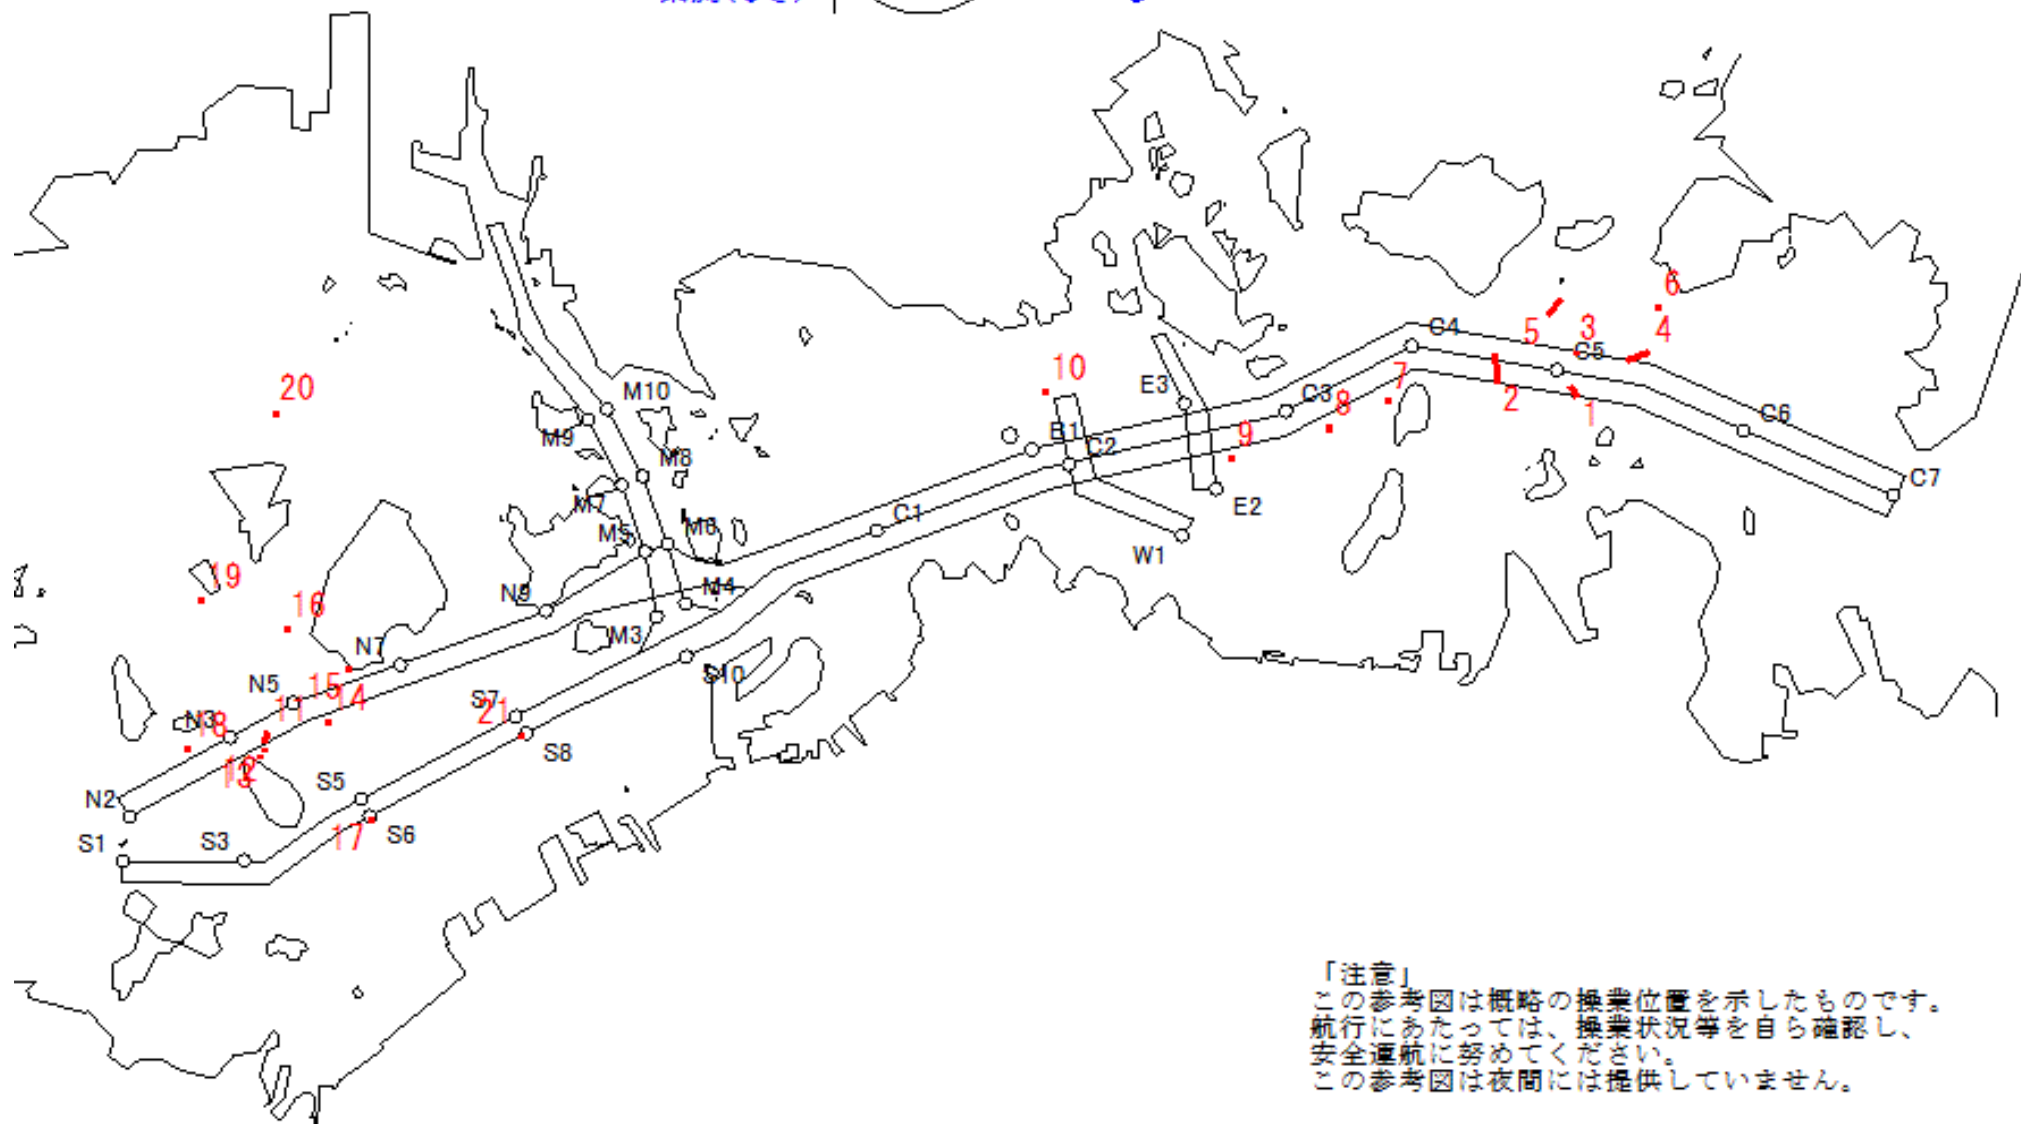 6
C4
5
3
C5
4
10
E3
7
M10
20
C3
8
2
1
C6
M9
B1
C2
9
M8
C7
M7
E2
C1
M5
M6
W1
19
N9
M4
16
M3
N7
S10
N5
15
14
S7
21
11
N3
18
S8
12
13
S5
N2
17
S6
S1
S3
「注意」
この参考図は概略の操業位置を示したものです。
航行にあたっては、操業状況等を自ら確認し、
安全運航に努めてください。
この参考図は夜間には提供していません。